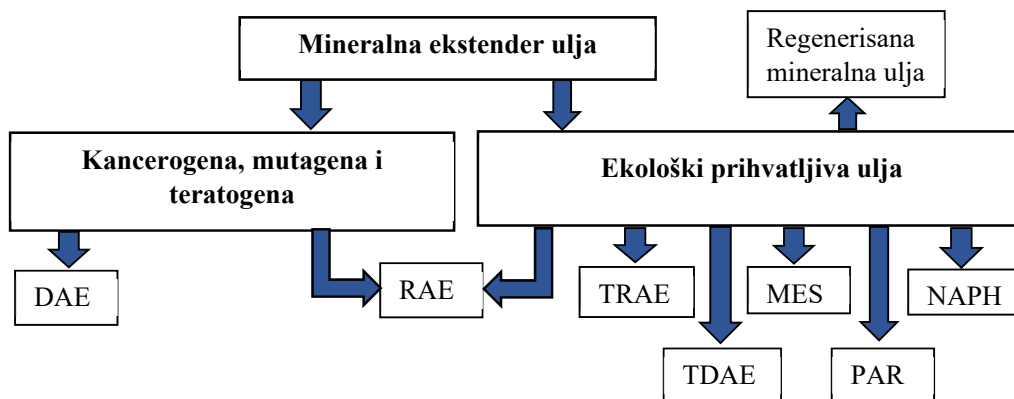 Mineralna ekstender ulja
Regenerisana
mineralna ulja
Kancerogena, mutagena i
teratogena
Ekološki prihvatljiva ulja
DAE
RAE
TRAE
MES
NAPH
TDAE
PAR